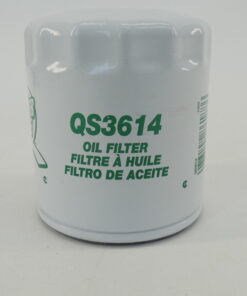 QS3614
OIL FILTER
FILTRE À HUILE
FILTRO DE ACEITE